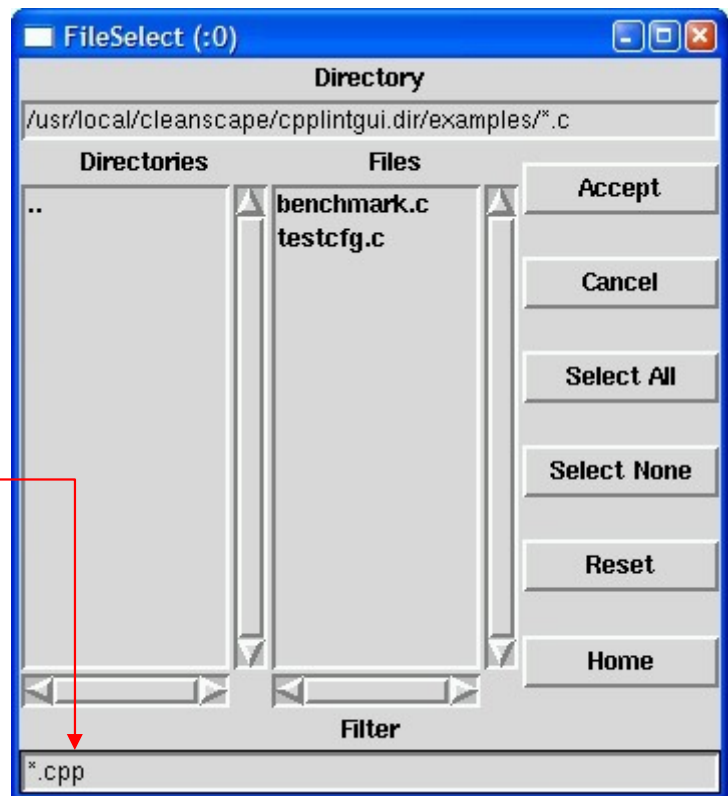 FileSelect (:0)
Directory
/usr/local/cleanscape/cpplintgui.dir/examples/*.c
Directories
Files
..
benchmark.c
testcfg.c
Accept
Cancel
Select All
Select None
Reset
Home
Filter
*.cpp